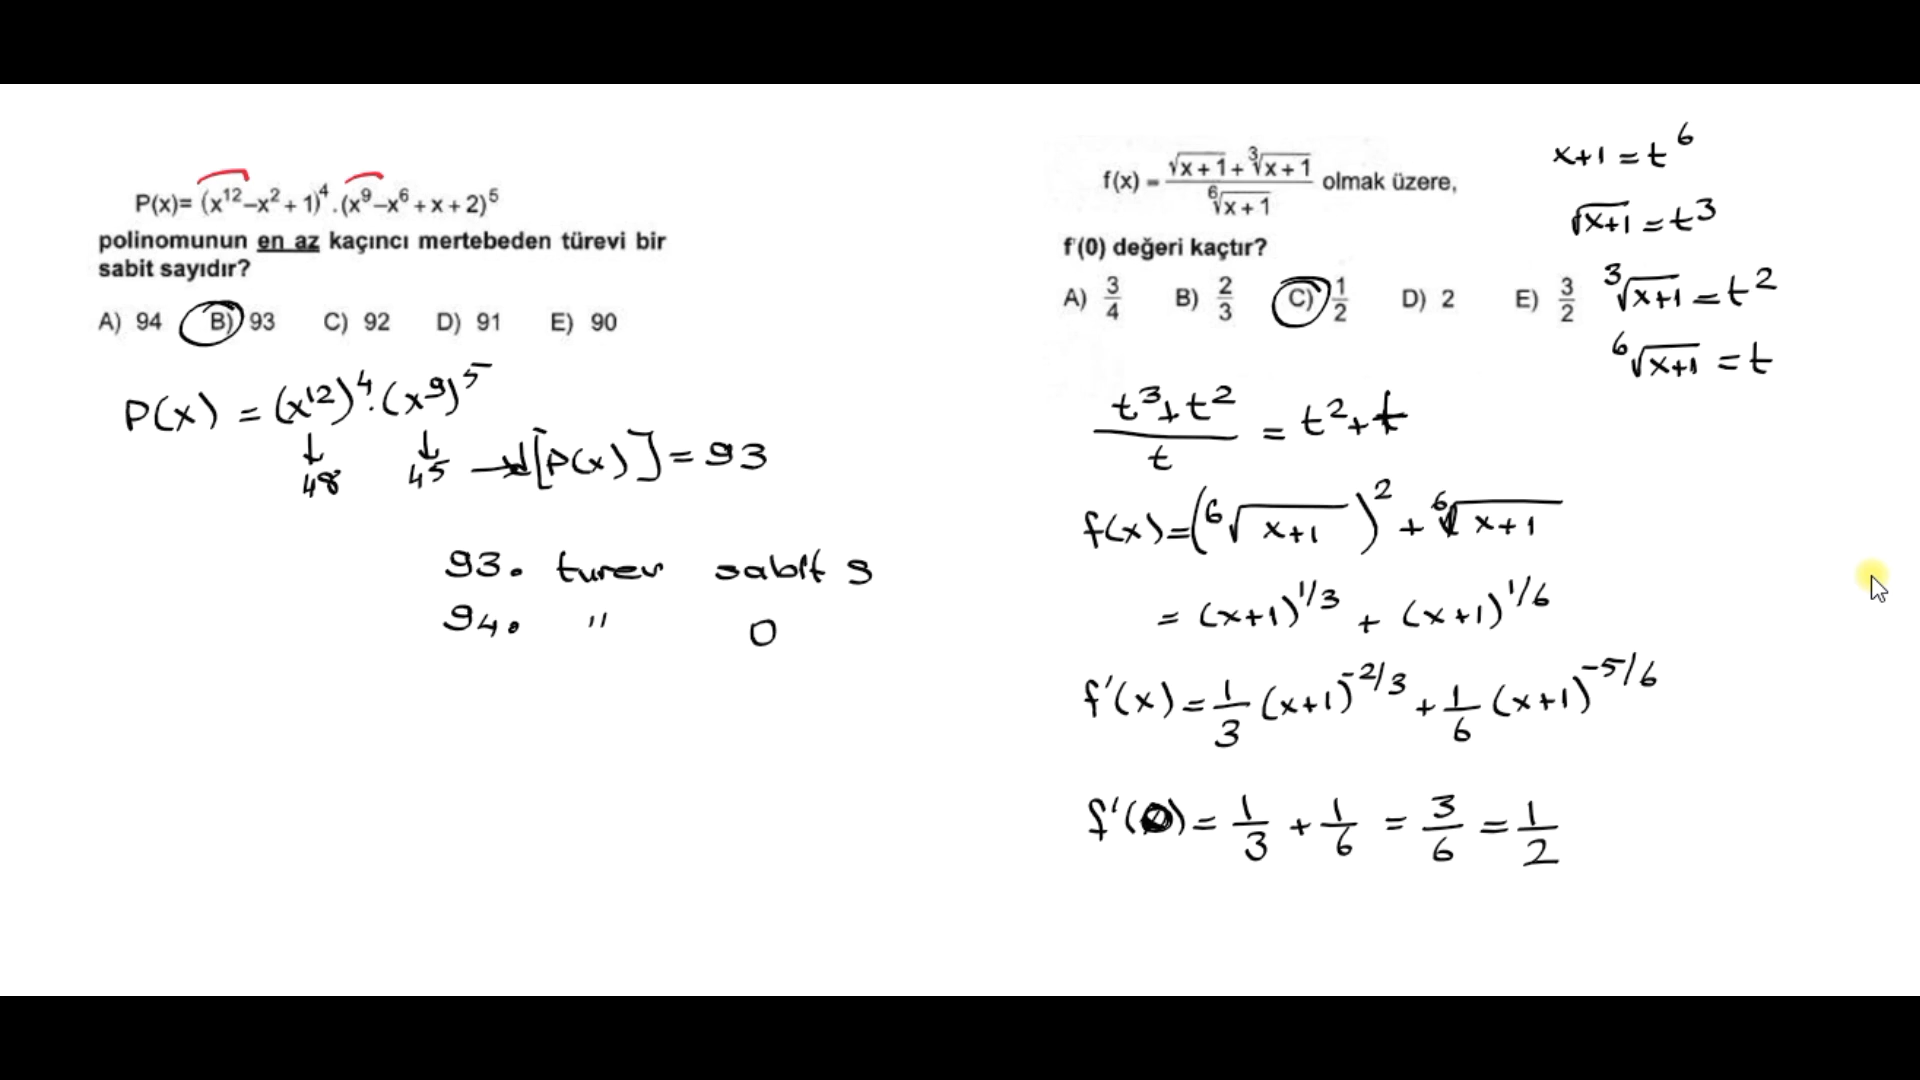 P(x)= (x¹²–x²+1)⁴.(x⁹–x⁶+x+2)⁵
polinomunun en az kaçıncı mertebeden türevi bir
sabit sayıdır?
A) 94 B) 93 C) 92 D) 91 E) 90
P(x) = (x¹²)⁴.(x⁹)⁵
48 45 → d[P(x)] = 93
93. turev sabit s
94. " 0
f(x) = (√(x+1) + ³√(x+1)) / ⁶√(x+1) olmak üzere,
f'(0) değeri kaçtır?
A) 3/4 B) 2/3 C) 1/2 D) 2 E) 3/2
x+1 = t⁶
√(x+1) = t³
³√(x+1) = t²
⁶√(x+1) = t
(t³+t²)/t = t²+t
f(x) = (⁶√(x+1))² + ⁶√(x+1)
= (x+1)^1/3 + (x+1)^1/6
f'(x) = 1/3 (x+1)^-2/3 + 1/6 (x+1)^-5/6
f'(0) = 1/3 + 1/6 = 3/6 = 1/2